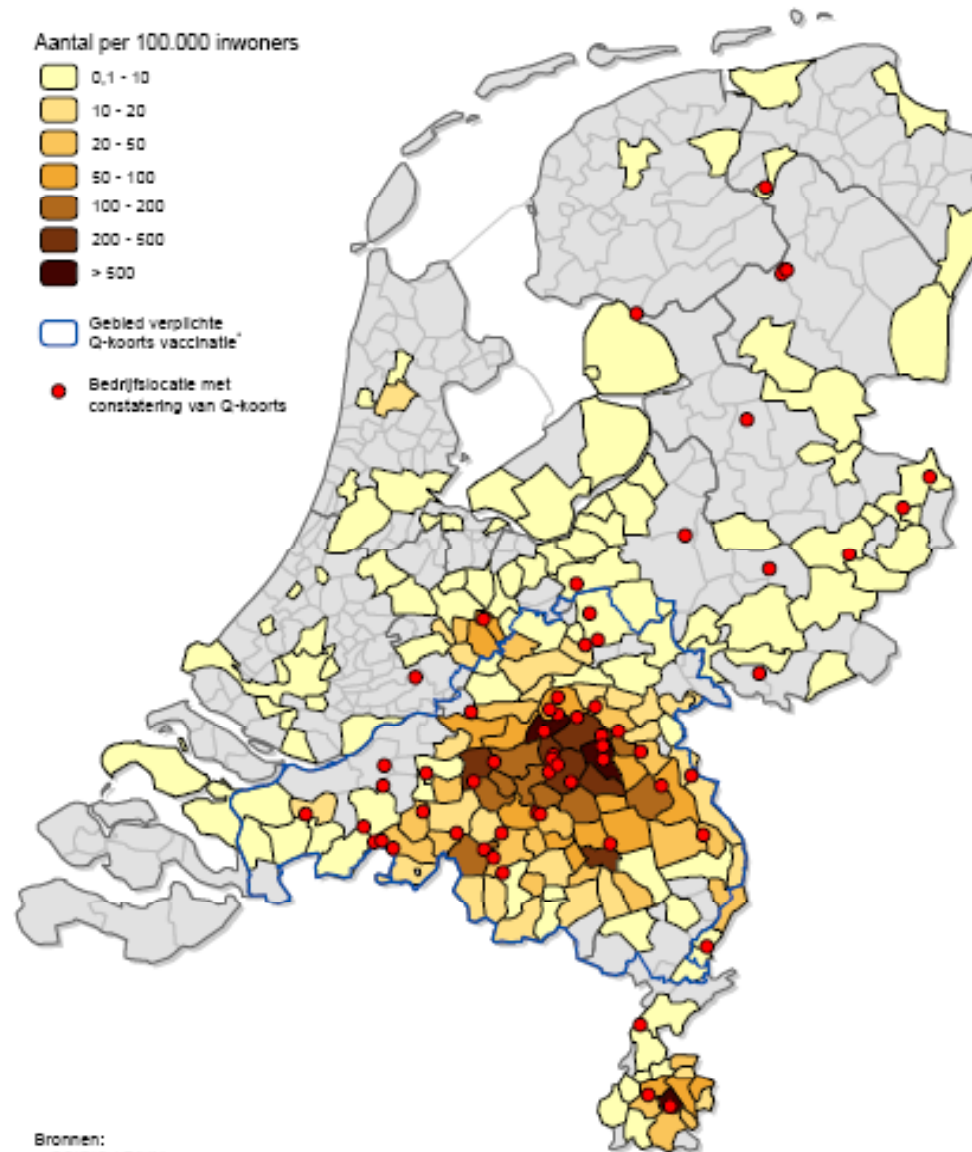 Aantal per 100.000 inwoners
0,1 - 10
10 - 20
20 - 50
50 - 100
100 - 200
200 - 500
> 500
Gebied verplichte
Q-koorts vaccinatie*
Bedrijfslocatie met
constatering van Q-koorts
Bronnen: